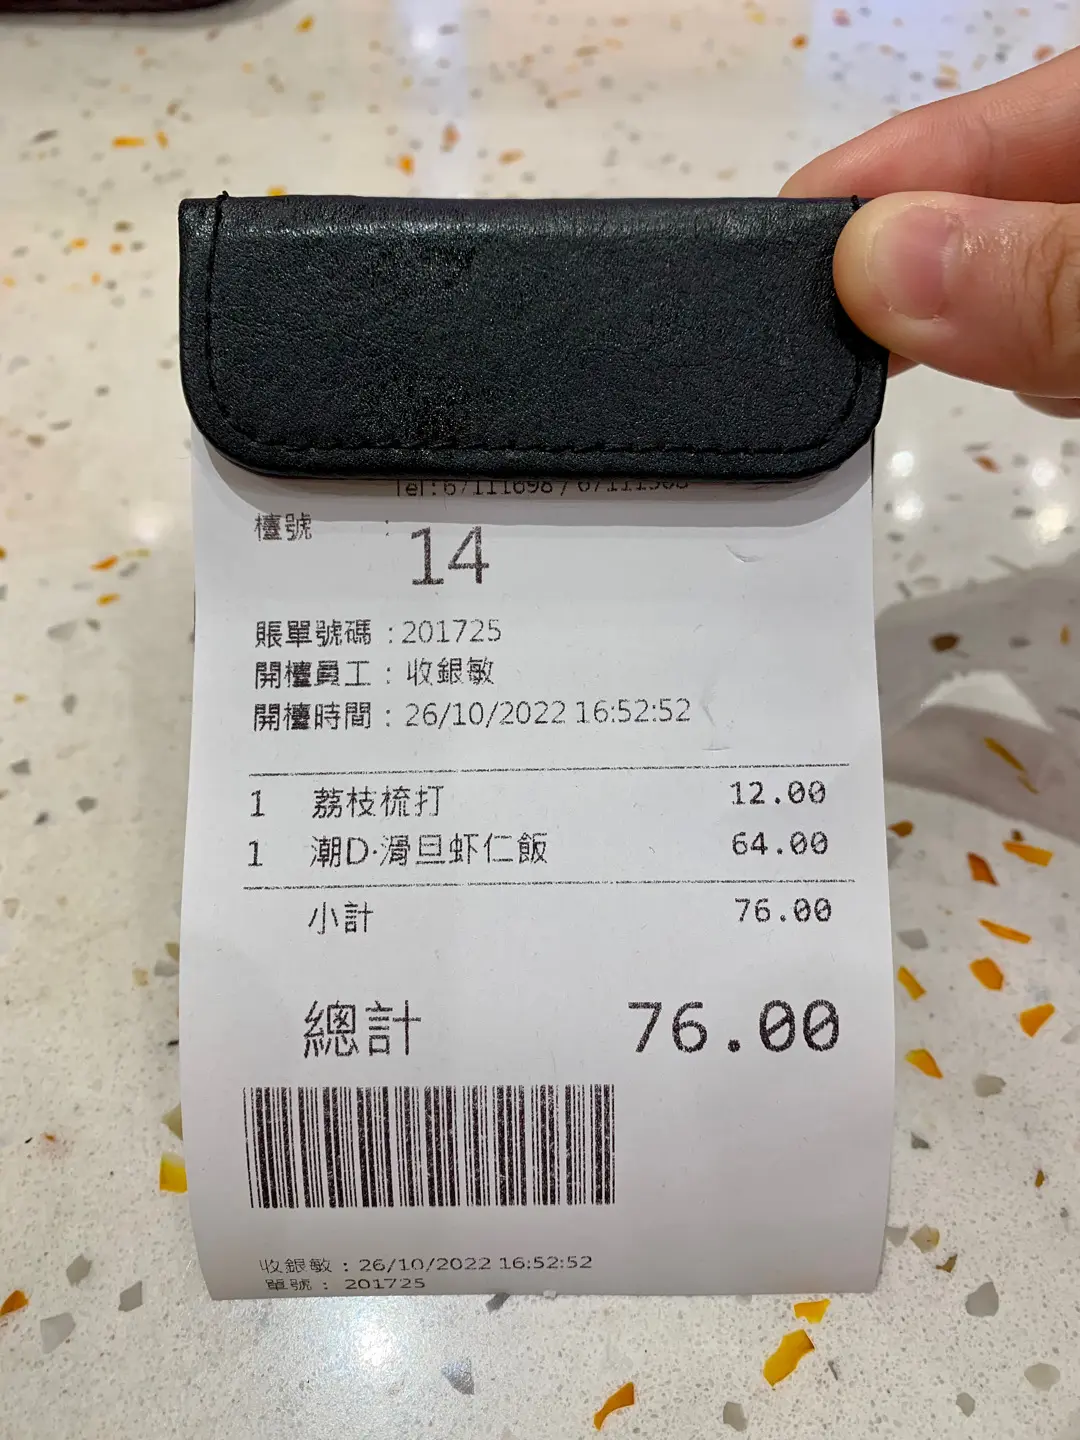 Tel:67111698 / 67111508
檯號 : 14
賬單號碼 : 201725
開檯員工 : 收銀敏
開檯時間 : 26/10/2022 16:52:52
1 荔枝梳打 12.00
1 潮D·滑旦虾仁飯 64.00
小計 76.00
總計 76.00
收銀敏 : 26/10/2022 16:52:52
單號 : 201725